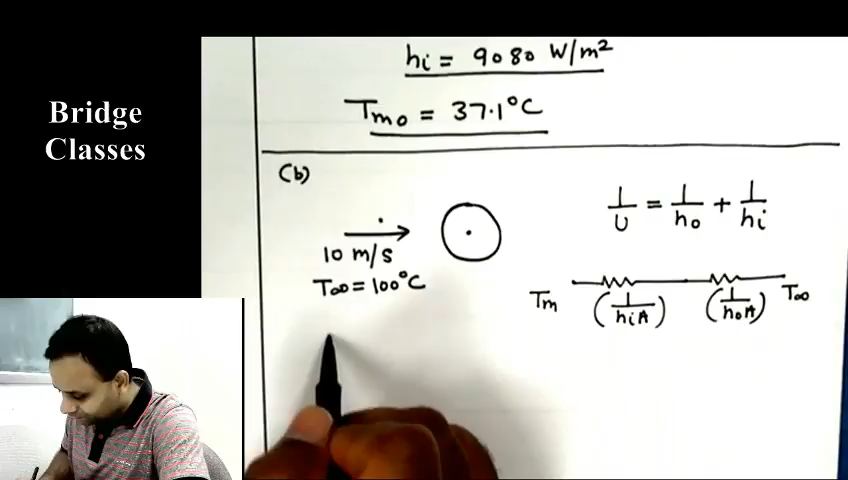 Bridge
Classes
hi = 9080 W/m²
Tmo = 37.1°C
(b)
10 m/s
T∞ = 100°C
1/U = 1/ho + 1/hi
Tm (1/hiA) (1/hoA) T∞